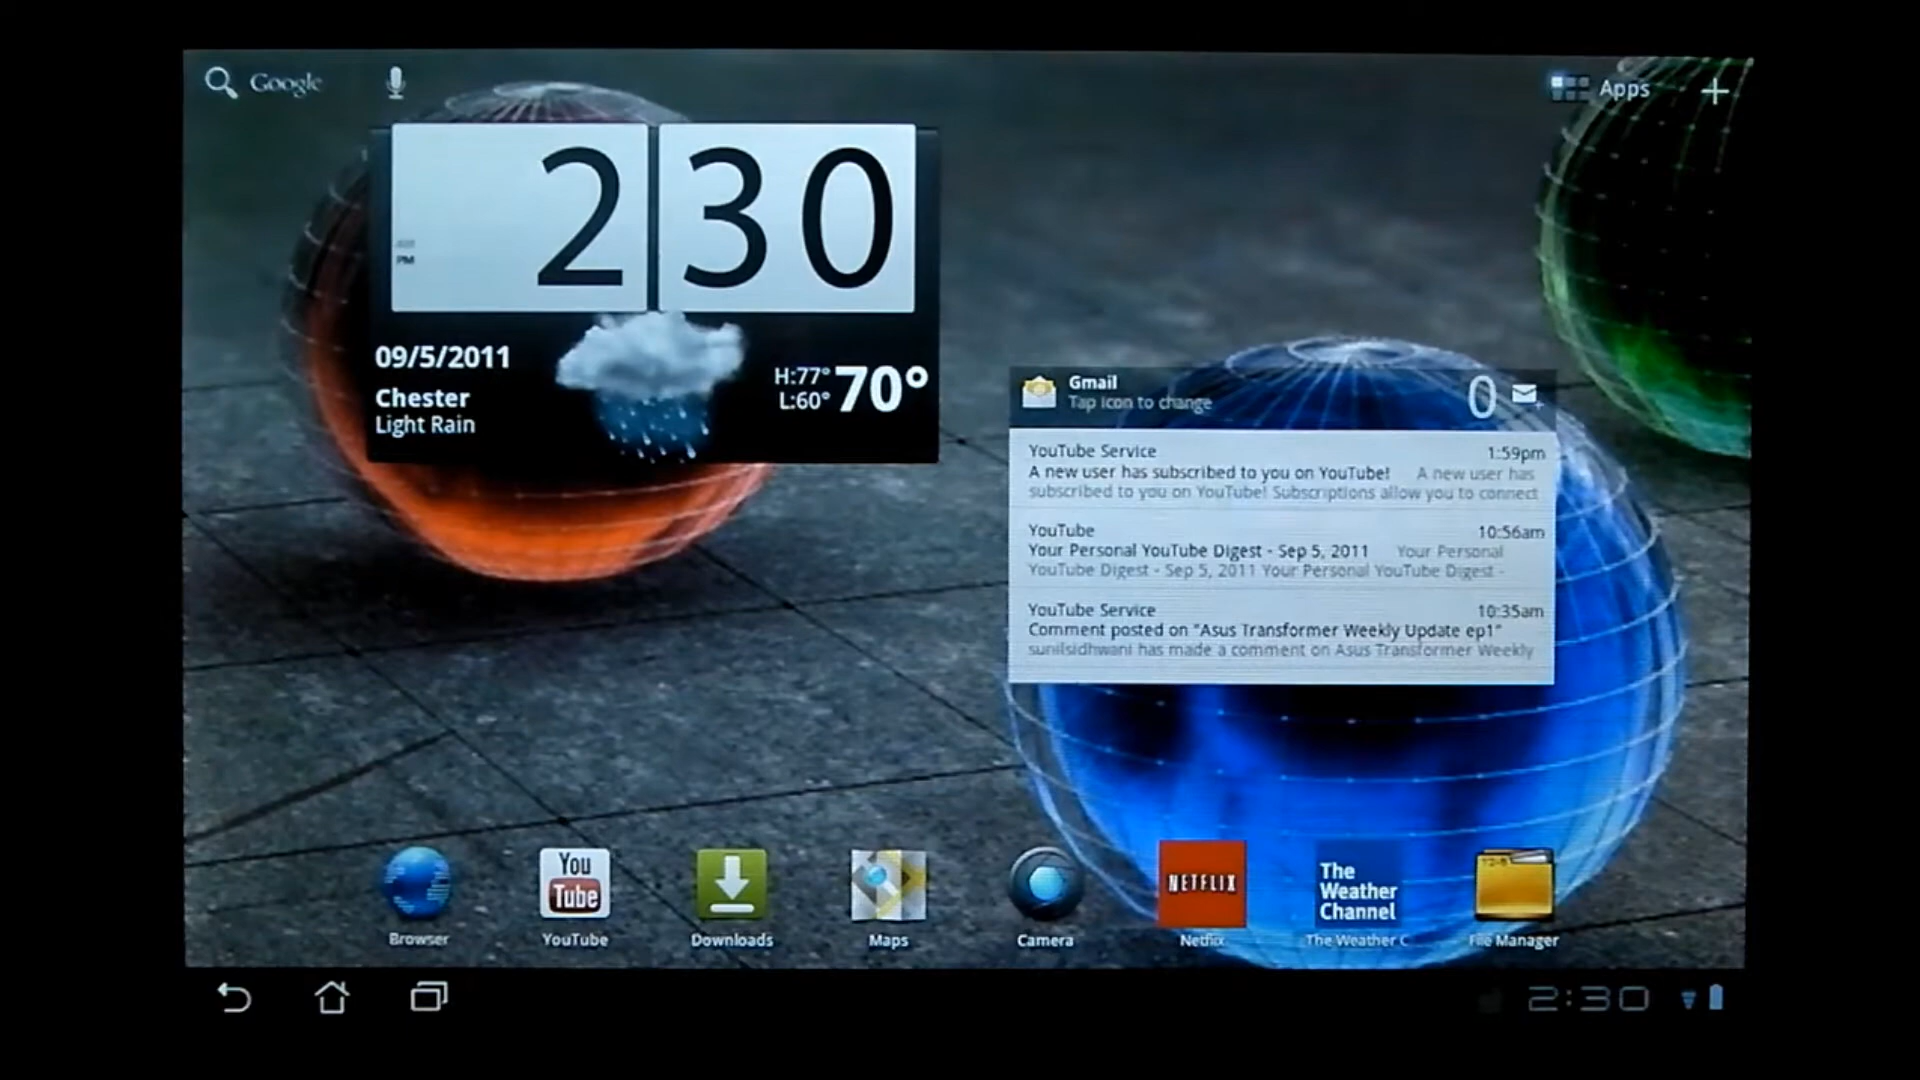 Google
Apps
2 30
AM
PM
09/5/2011
Chester
Light Rain
H:77°
L:60°
70°
Gmail
Tap icon to change
0
YouTube Service 1:59pm
A new user has subscribed to you on YouTube! A new user has
subscribed to you on YouTube! Subscriptions allow you to connect
YouTube 10:56am
Your Personal YouTube Digest - Sep 5, 2011 Your Personal
YouTube Digest - Sep 5, 2011 Your Personal YouTube Digest -
YouTube Service 10:35am
Comment posted on "Asus Transformer Weekly Update ep1"
sunilsidhwani has made a comment on Asus Transformer Weekly
You
Tube
NETFLIX
The
Weather
Channel
Browser
YouTube
Downloads
Maps
Camera
Netflix
The Weather C
File Manager
2:30